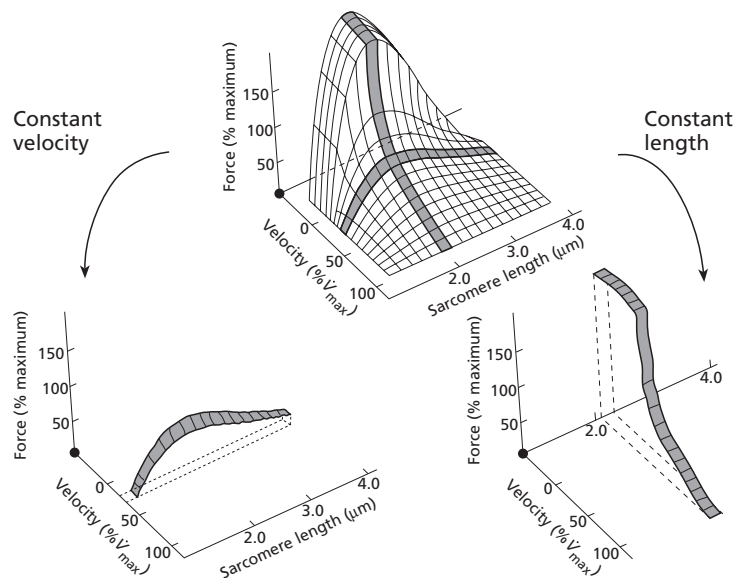 Constant
velocity
Constant
length
Force (% maximum)
150
100
50
0
50
100
Velocity (%V̇max)
2.0
3.0
4.0
Sarcomere length (μm)
Force (% maximum)
150
100
50
0
50
100
Velocity (%V̇max)
2.0
3.0
4.0
Sarcomere length (μm)
Force (% maximum)
150
100
50
0
50
100
Velocity (%V̇max)
2.0
4.0